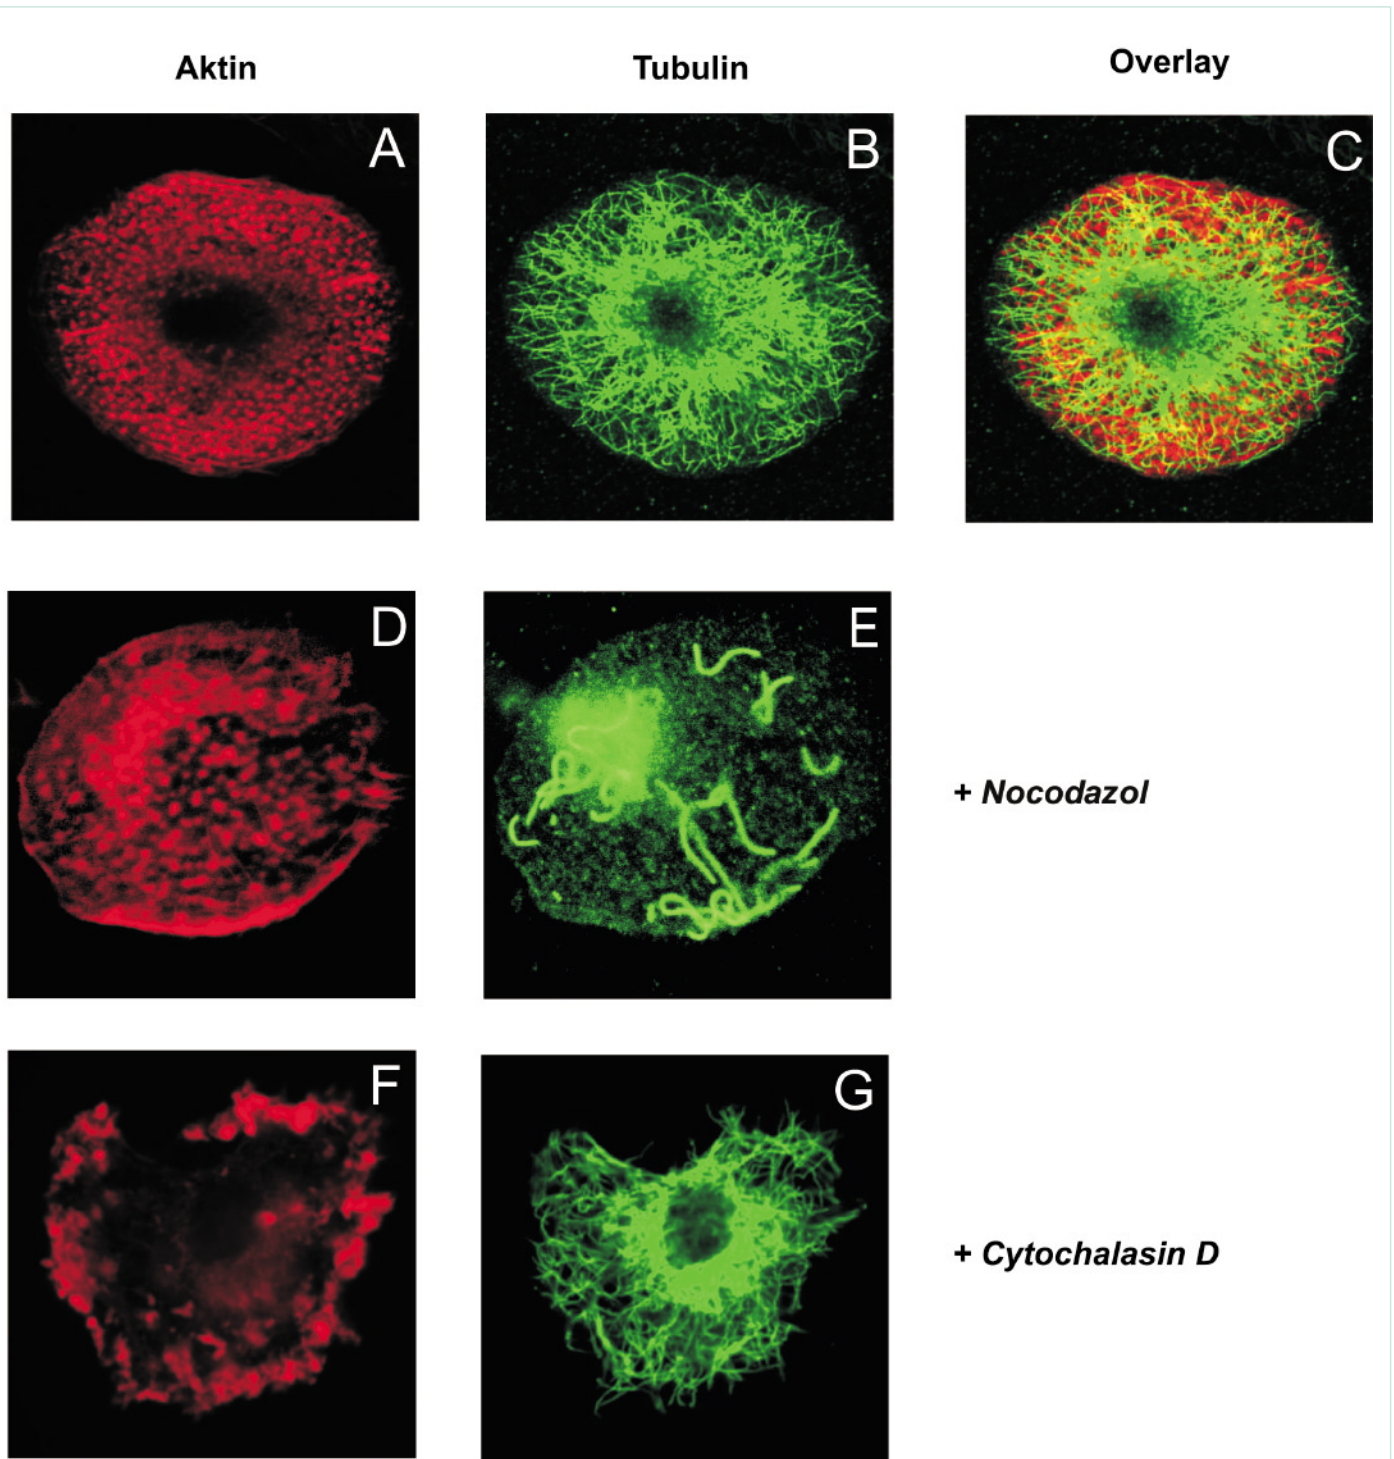 Aktin
Tubulin
Overlay
A
B
C
D
E
+ Nocodazol
F
G
+ Cytochalasin D